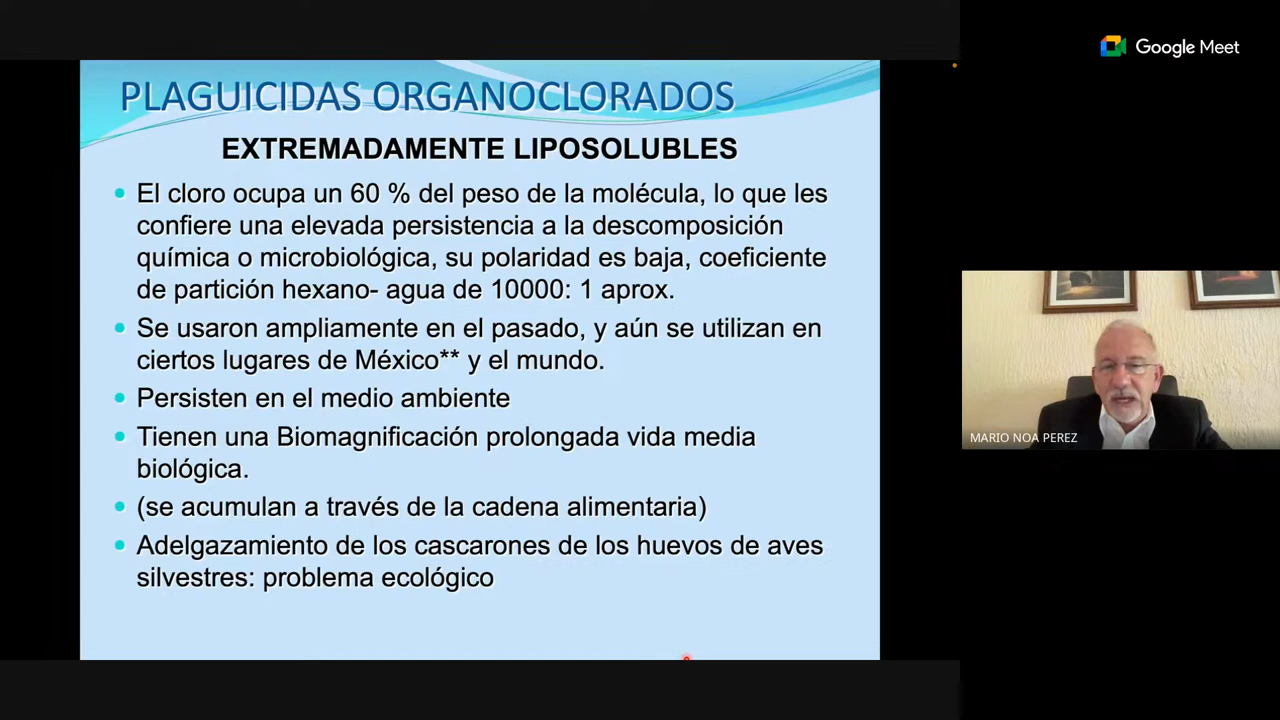 Google Meet
PLAGUICIDAS ORGANOCLORADOS
EXTREMADAMENTE LIPOSOLUBLES
• El cloro ocupa un 60 % del peso de la molécula, lo que les
confiere una elevada persistencia a la descomposición
química o microbiológica, su polaridad es baja, coeficiente
de partición hexano- agua de 10000: 1 aprox.
• Se usaron ampliamente en el pasado, y aún se utilizan en
ciertos lugares de México** y el mundo.
• Persisten en el medio ambiente
• Tienen una Biomagnificación prolongada vida media
biológica.
• (se acumulan a través de la cadena alimentaria)
• Adelgazamiento de los cascarones de los huevos de aves
silvestres: problema ecológico
MARIO NOA PEREZ